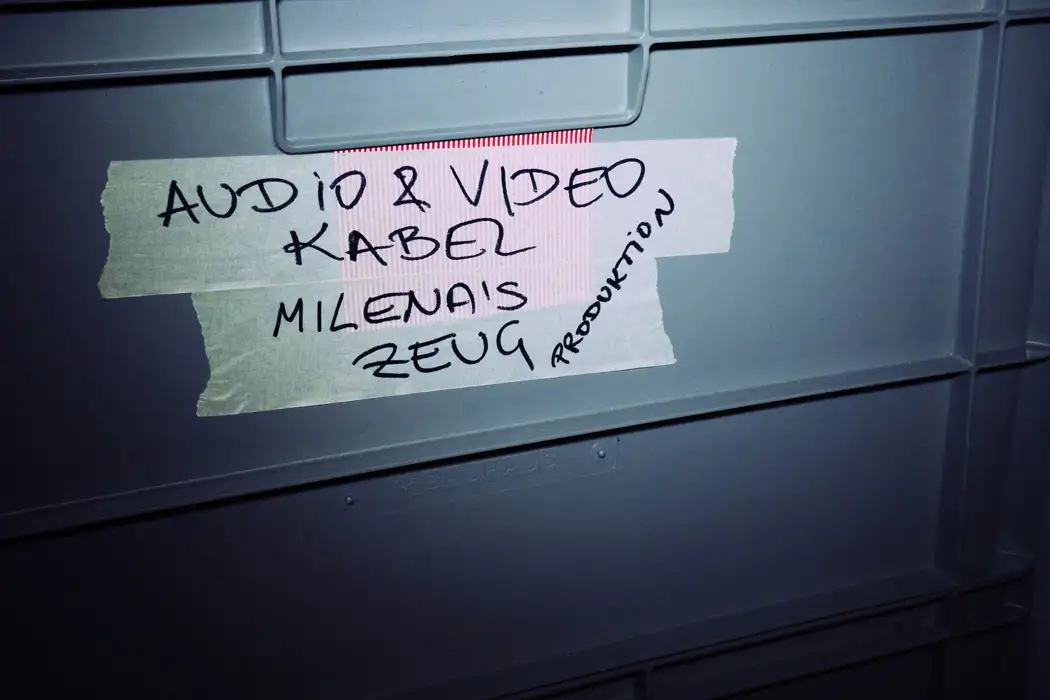 AUDIO & VIDEO
KABEL
MILENA'S
ZEUG
PRODUKTION